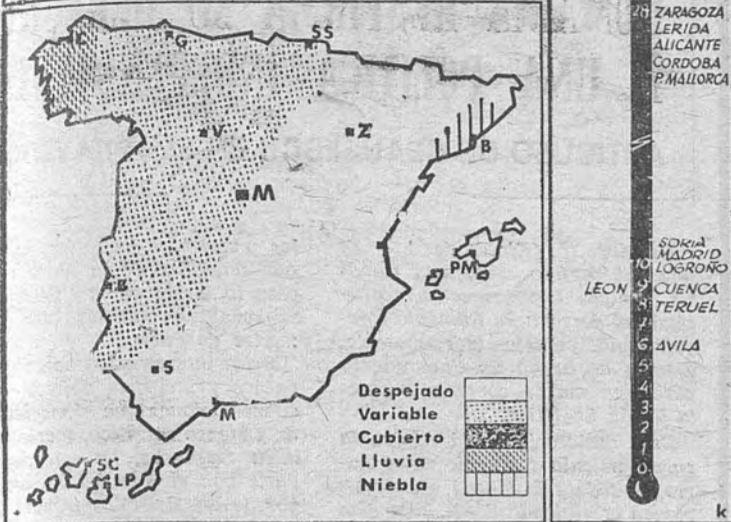 C
G
SS
V
Z
B
M
PM
B
S
M
SC
LP
Despejado
Variable
Cubierto
Lluvia
Niebla
28 ZARAGOZA
LERIDA
ALICANTE
CORDOBA
P. MALLORCA
SORIA
10 MADRID
LOGROÑO
LEON 9 CUENCA
8 TERUEL
7
6 AVILA
5
4
3
2
1
0
k